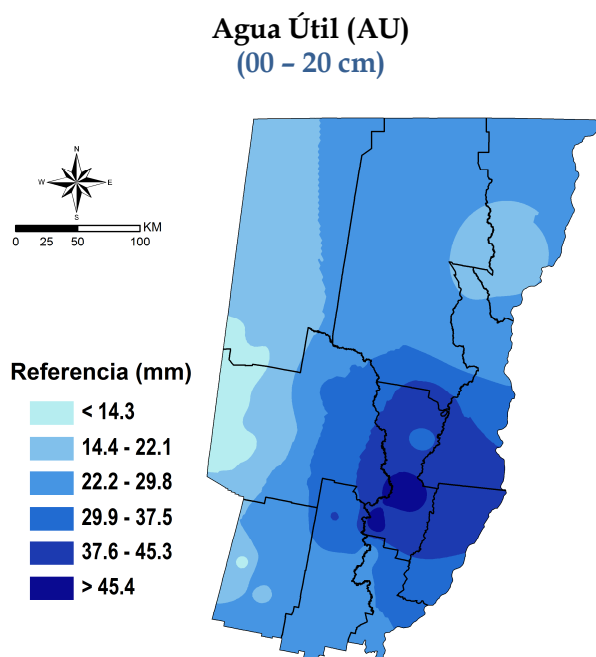 Agua Útil (AU)
(00 – 20 cm)
N
W E
S
KM
0 25 50 100
Referencia (mm)
< 14.3
14.4 - 22.1
22.2 - 29.8
29.9 - 37.5
37.6 - 45.3
> 45.4